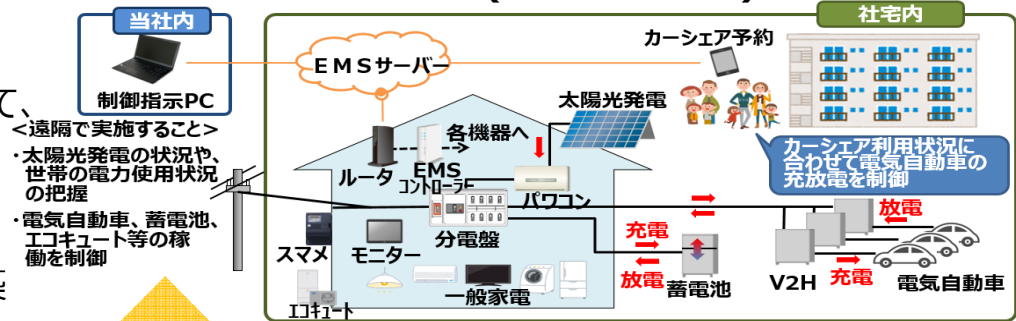 当社内
制御指示PC
て、
<遠隔で実施すること>
・太陽光発電の状況や、
世帯の電力使用状況
の把握
・電気自動車、蓄電池、
エコキュート等の稼
働を制御
社宅内
EMSサーバー
カーシェア予約
太陽光発電
カーシェア利用状況に
合わせて電気自動車の
充放電を制御
各機器へ
ルータ
EMS
コントローラー
パワコン
分電盤
スマメ
モニター
エコキュート
一般家電
充電
放電
蓄電池
放電
V2H
充電
電気自動車